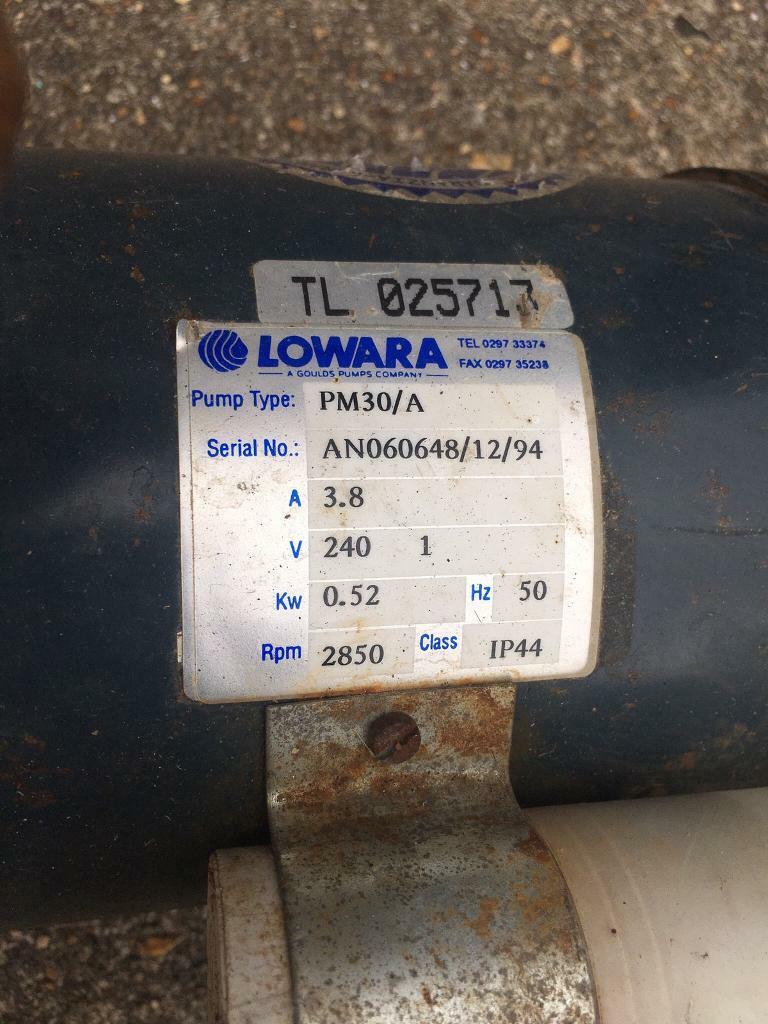 TL 025717
LOWARA
A GOULDS PUMPS COMPANY
TEL 0297 33374
FAX 0297 35238
Pump Type: PM30/A
Serial No.: AN060648/12/94
A 3.8
V 240 1
Kw 0.52 Hz 50
Rpm 2850 Class IP44